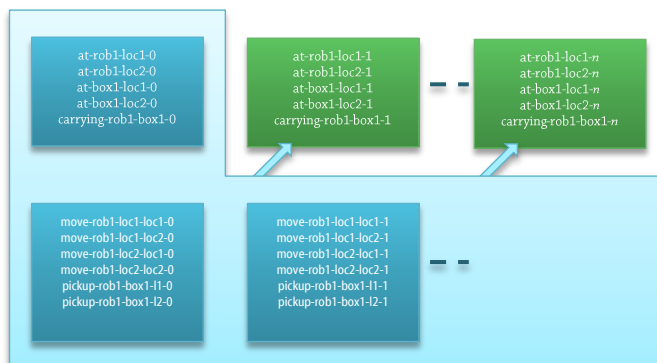 at-rob1-loc1-0
at-rob1-loc2-0
at-box1-loc1-0
at-box1-loc2-0
carrying-rob1-box1-0
at-rob1-loc1-1
at-rob1-loc2-1
at-box1-loc1-1
at-box1-loc2-1
carrying-rob1-box1-1
at-rob1-loc1-n
at-rob1-loc2-n
at-box1-loc1-n
at-box1-loc2-n
carrying-rob1-box1-n
move-rob1-loc1-loc1-0
move-rob1-loc1-loc2-0
move-rob1-loc2-loc1-0
move-rob1-loc2-loc2-0
pickup-rob1-box1-l1-0
pickup-rob1-box1-l2-0
move-rob1-loc1-loc1-1
move-rob1-loc1-loc2-1
move-rob1-loc2-loc1-1
move-rob1-loc2-loc2-1
pickup-rob1-box1-l1-1
pickup-rob1-box1-l2-1